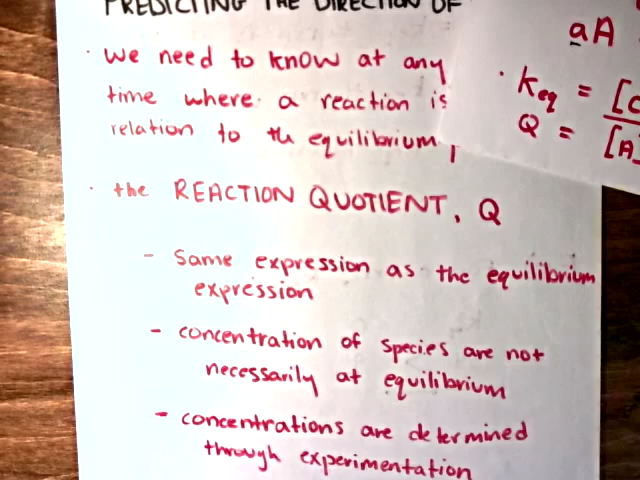 PREDICTING THE DIRECTION OF
· we need to know at any
time where a reaction is
relation to the equilibrium
· the REACTION QUOTIENT, Q
- same expression as the equilibrium
expression
- concentration of species are not
necessarily at equilibrium
- concentrations are determined
through experimentation
aA
· Keq = [c
Q = [A]